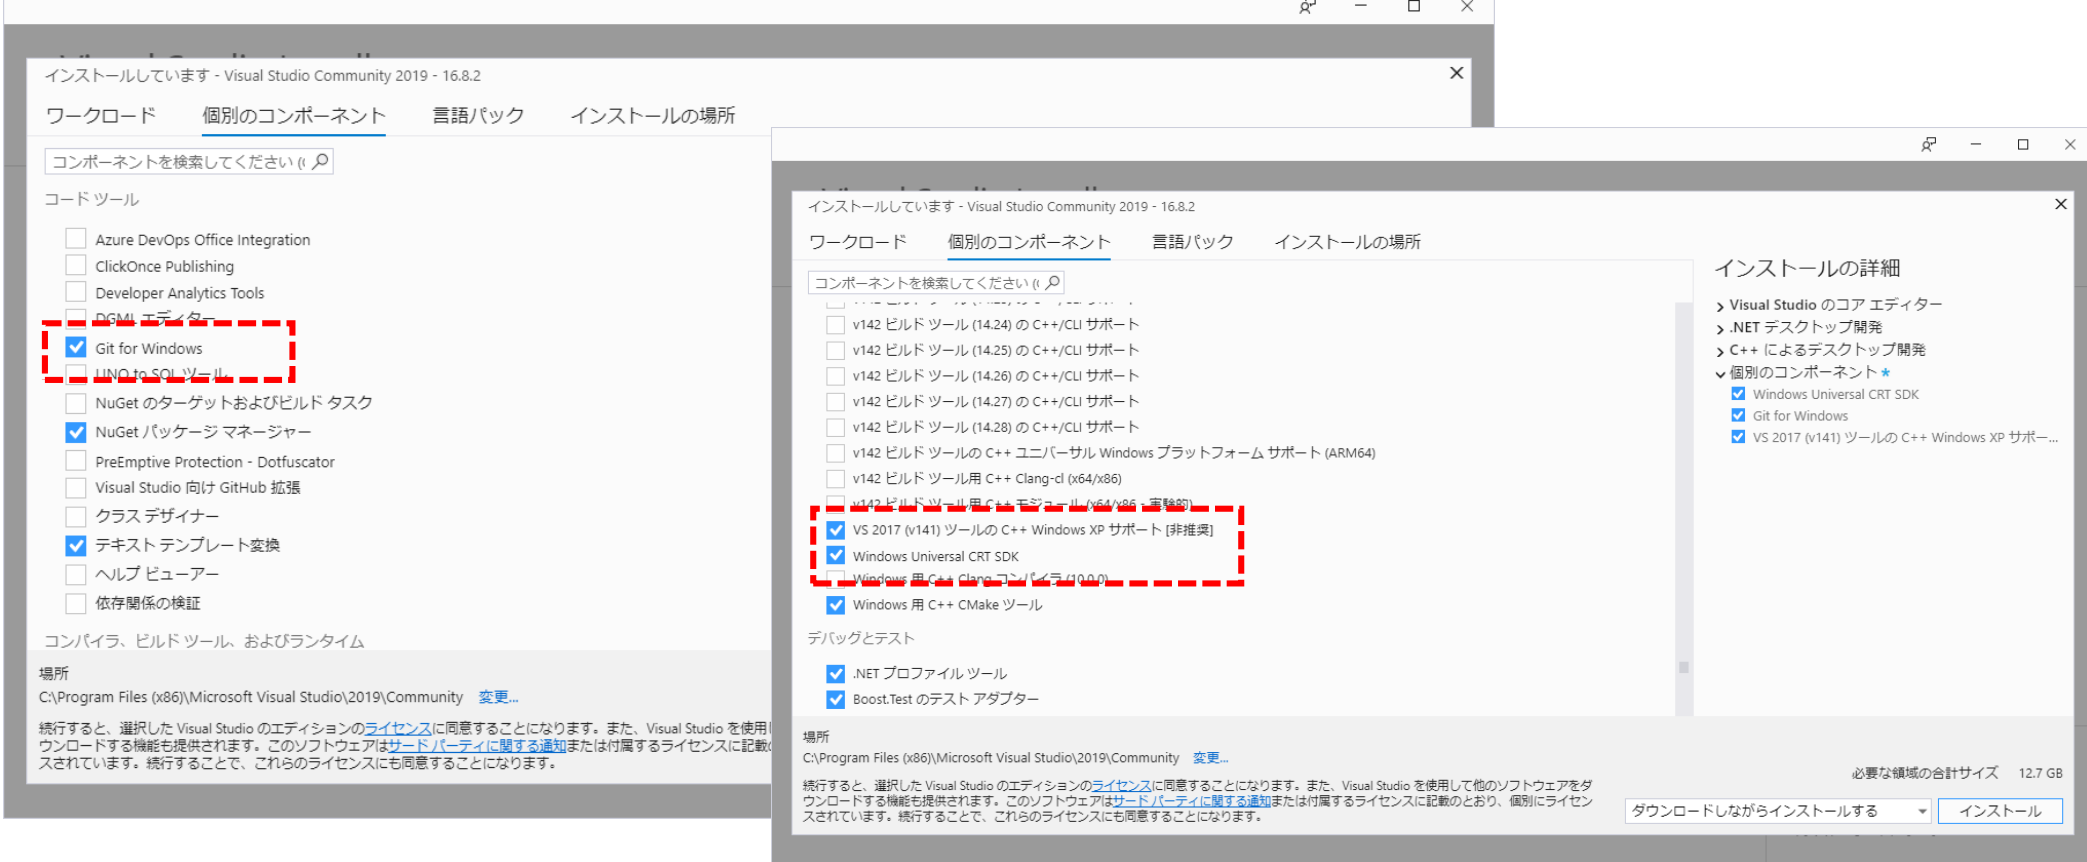 インストールしています - Visual Studio Community 2019 - 16.8.2
ワークロード
個別のコンポーネント
言語パック
インストールの場所
コンポーネントを検索してください (
コード ツール
Azure DevOps Office Integration
ClickOnce Publishing
Developer Analytics Tools
DGML エディター
Git for Windows
LINQ to SQL ツール
NuGet のターゲットおよびビルド タスク
NuGet パッケージ マネージャー
PreEmptive Protection - Dotfuscator
Visual Studio 向け GitHub 拡張
クラス デザイナー
テキスト テンプレート変換
ヘルプ ビューアー
依存関係の検証
コンパイラ、ビルド ツール、およびランタイム
場所
C:\Program Files (x86)\Microsoft Visual Studio\2019\Community 変更...
続行すると、選択した Visual Studio のエディションのライセンスに同意することになります。また、Visual Studio を使用
ウンロードする機能も提供されます。このソフトウェアはサード パーティに関する通知または付属するライセンスに記載
スされています。続行することで、これらのライセンスにも同意することになります。
インストールしています - Visual Studio Community 2019 - 16.8.2
ワークロード
個別のコンポーネント
言語パック
インストールの場所
コンポーネントを検索してください (
v142 ビルド ツール (14.24) の C++/CLI サポート
v142 ビルド ツール (14.25) の C++/CLI サポート
v142 ビルド ツール (14.26) の C++/CLI サポート
v142 ビルド ツール (14.27) の C++/CLI サポート
v142 ビルド ツール (14.28) の C++/CLI サポート
v142 ビルド ツールの C++ ユニバーサル Windows プラットフォーム サポート (ARM64)
v142 ビルド ツール用 C++ Clang-cl (x64/x86)
v142 ビルド ツール用 C++ モジュール (x64/x86 - 実験的)
VS 2017 (v141) ツールの C++ Windows XP サポート [非推奨]
Windows Universal CRT SDK
Windows 用 C++ Clang コンパイラ (10.0.0)
Windows 用 C++ CMake ツール
デバッグとテスト
.NET プロファイル ツール
Boost.Test のテスト アダプター
インストールの詳細
Visual Studio のコア エディター
.NET デスクトップ開発
C++ によるデスクトップ開発
個別のコンポーネント *
Windows Universal CRT SDK
Git for Windows
VS 2017 (v141) ツールの C++ Windows XP サポー...
場所
C:\Program Files (x86)\Microsoft Visual Studio\2019\Community 変更...
続行すると、選択した Visual Studio のエディションのライセンスに同意することになります。また、Visual Studio を使用して他のソフトウェアをダ
ウンロードする機能も提供されます。このソフトウェアはサード パーティに関する通知または付属するライセンスに記載のとおり、個別にライセン
スされています。続行することで、これらのライセンスにも同意することになります。
必要な領域の合計サイズ 12.7 GB
ダウンロードしながらインストールする
インストール